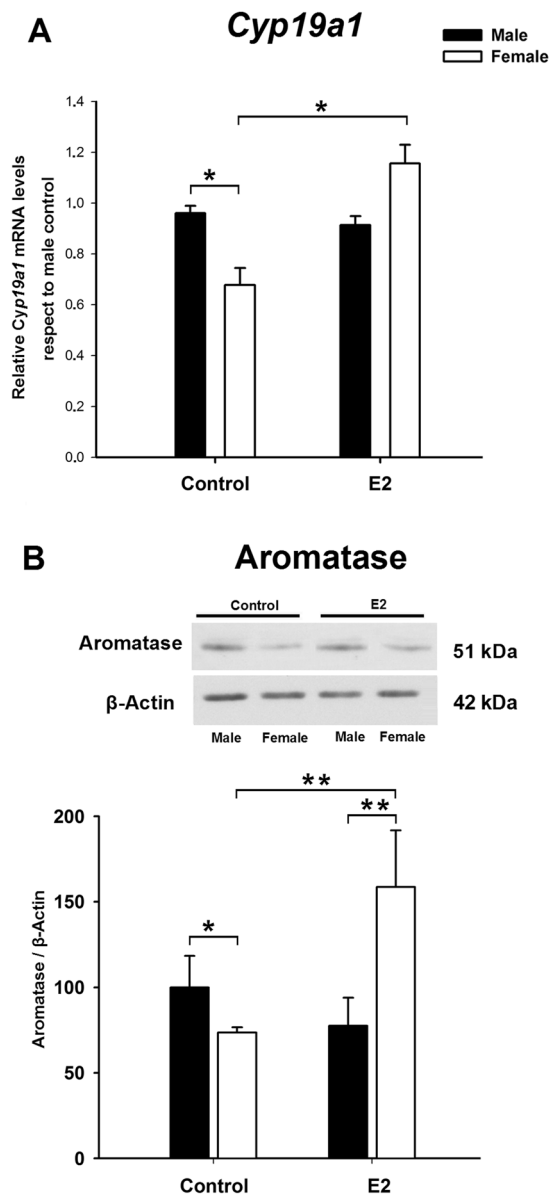 A
Cyp19a1
Male
Female
Relative Cyp19a1 mRNA levels
respect to male control
1.4
1.2
1.0
0.8
0.6
0.4
0.2
0.0
*
*
Control
E2
B
Aromatase
Control
E2
Aromatase
51 kDa
β-Actin
42 kDa
Male
Female
Male
Female
Aromatase / β-Actin
200
150
100
50
0
*
**
**
Control
E2